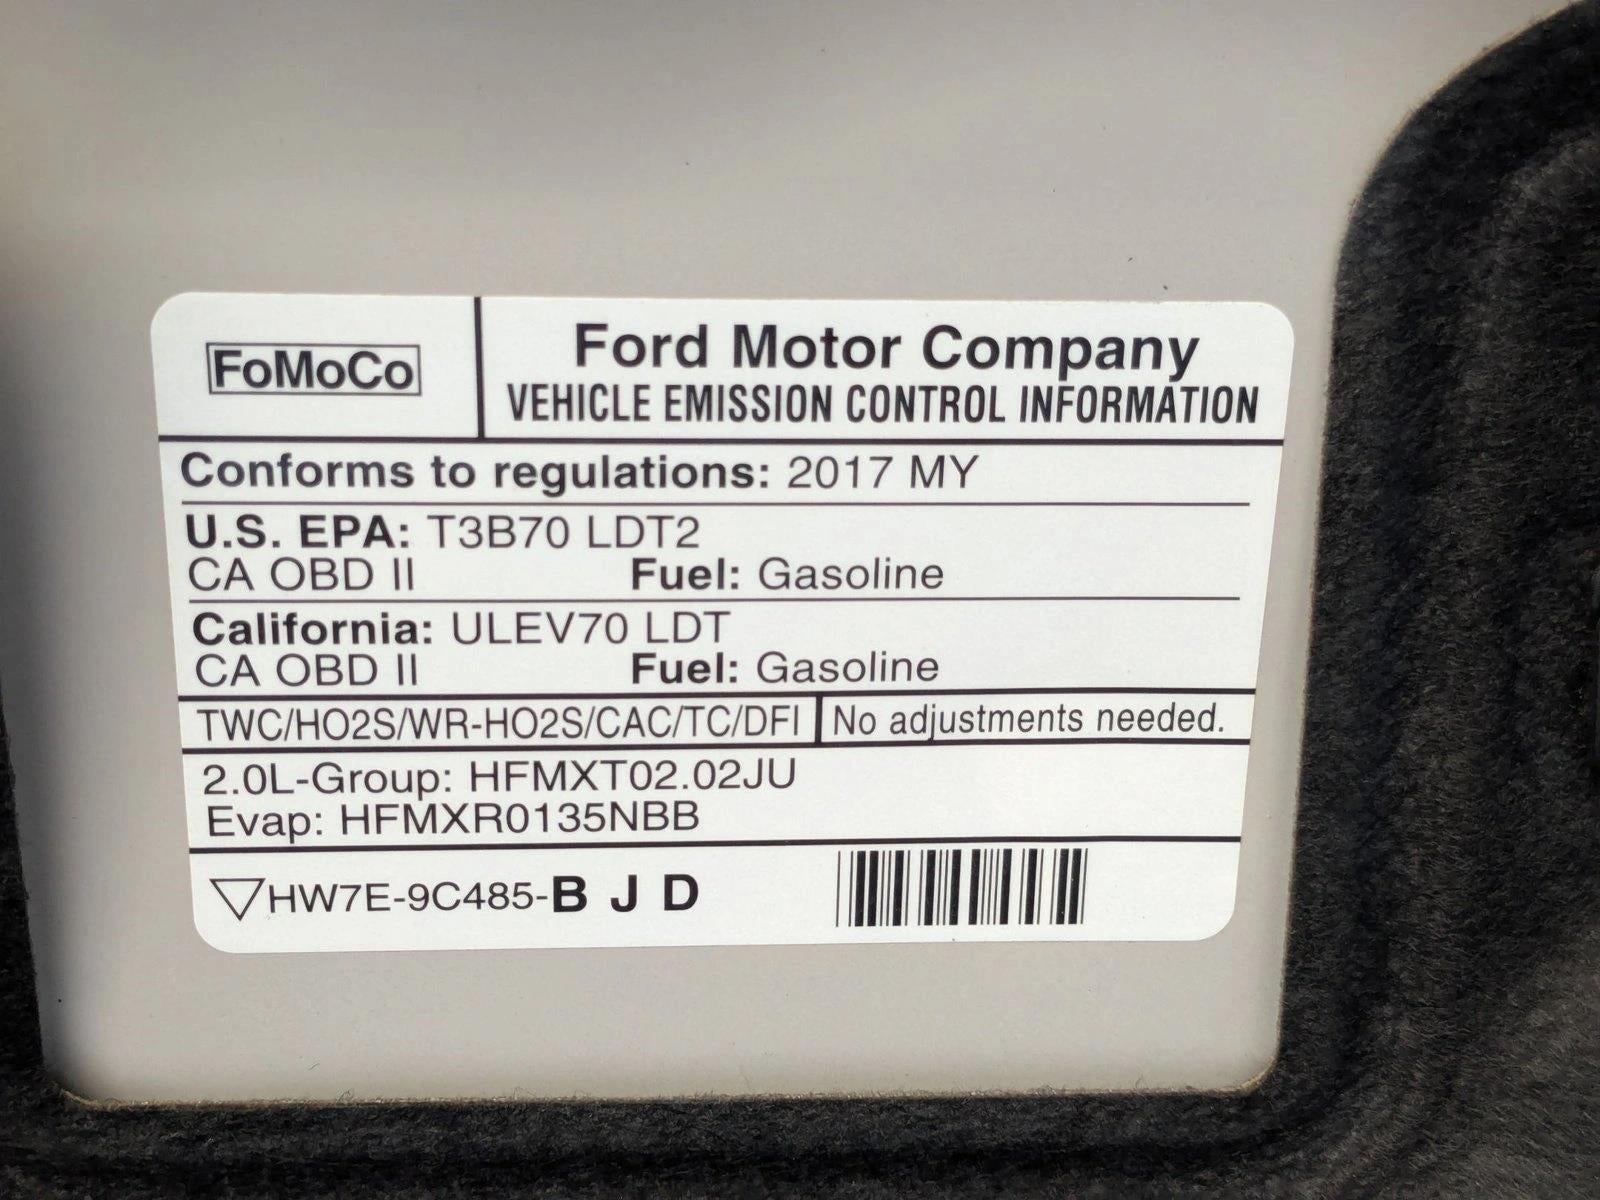 FoMoCo
Ford Motor Company
VEHICLE EMISSION CONTROL INFORMATION
Conforms to regulations: 2017 MY
U.S. EPA: T3B70 LDT2
CA OBD II Fuel: Gasoline
California: ULEV70 LDT
CA OBD II Fuel: Gasoline
TWC/HO2S/WR-HO2S/CAC/TC/DFI No adjustments needed.
2.0L-Group: HFMXT02.02JU
Evap: HFMXR0135NBB
HW7E-9C485-B J D